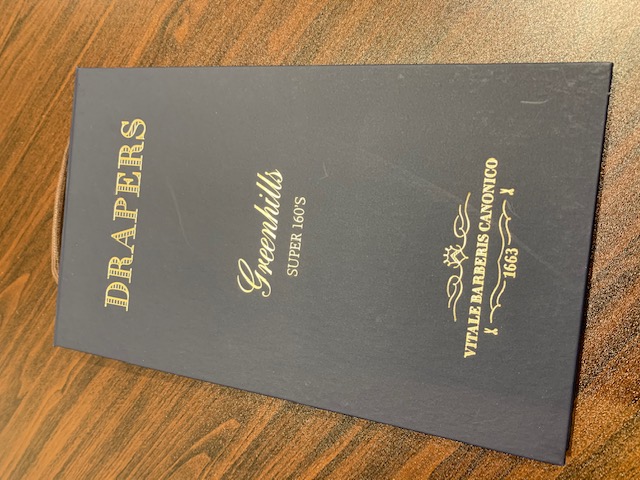 DRAPERS
Greenhills
SUPER 160'S
VITALE BARBERIS CANONICO
1663